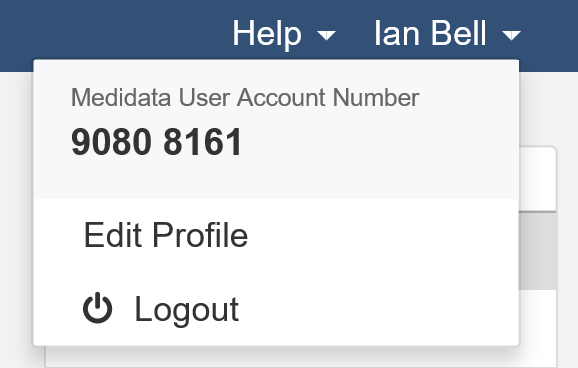 Help Ian Bell
Medidata User Account Number
9080 8161
Edit Profile
Logout